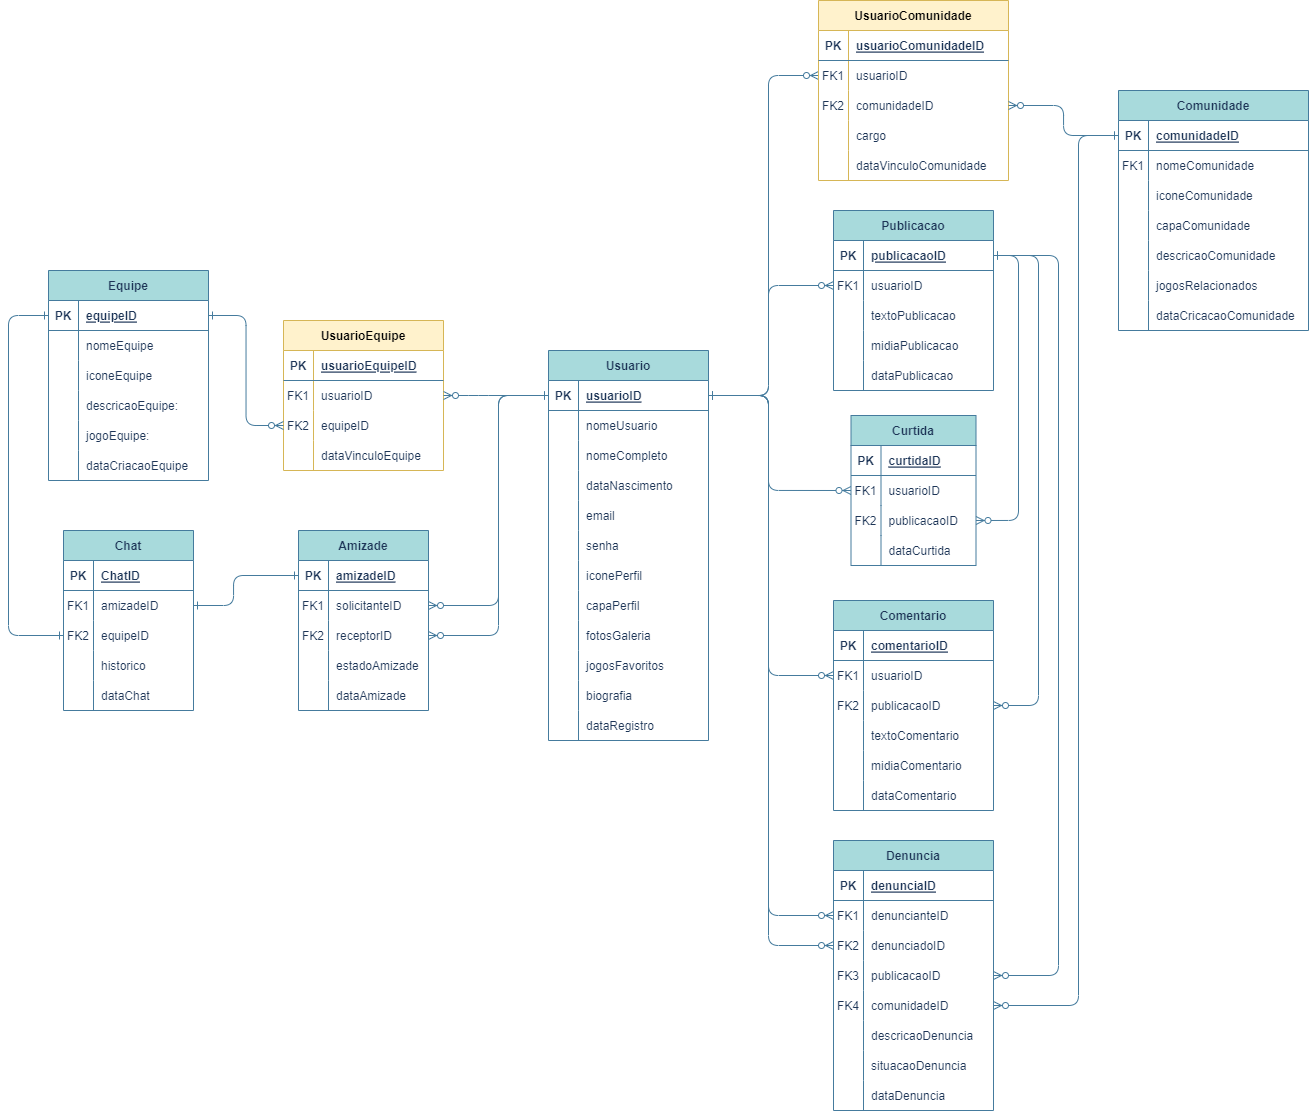 UsuarioComunidade
PK usuarioComunidadeID
FK1 usuarioID
FK2 comunidadeID
cargo
dataVinculoComunidade
Comunidade
PK comunidadeID
FK1 nomeComunidade
iconeComunidade
capaComunidade
descricaoComunidade
jogosRelacionados
dataCricacaoComunidade
Publicacao
PK publicacaoID
FK1 usuarioID
textoPublicacao
midiaPublicacao
dataPublicacao
Equipe
PK equipeID
nomeEquipe
iconeEquipe
descricaoEquipe:
jogoEquipe:
dataCriacaoEquipe
UsuarioEquipe
PK usuarioEquipeID
FK1 usuarioID
FK2 equipeID
dataVinculoEquipe
Usuario
PK usuarioID
nomeUsuario
nomeCompleto
dataNascimento
email
senha
iconePerfil
capaPerfil
fotosGaleria
jogosFavoritos
biografia
dataRegistro
Curtida
PK curtidaID
FK1 usuarioID
FK2 publicacaoID
dataCurtida
Chat
PK ChatID
FK1 amizadeID
FK2 equipeID
historico
dataChat
Amizade
PK amizadeID
FK1 solicitanteID
FK2 receptorID
estadoAmizade
dataAmizade
Comentario
PK comentarioID
FK1 usuarioID
FK2 publicacaoID
textoComentario
midiaComentario
dataComentario
Denuncia
PK denunciaID
FK1 denuncianteID
FK2 denunciadoID
FK3 publicacaoID
FK4 comunidadeID
descricaoDenuncia
situacaoDenuncia
dataDenuncia